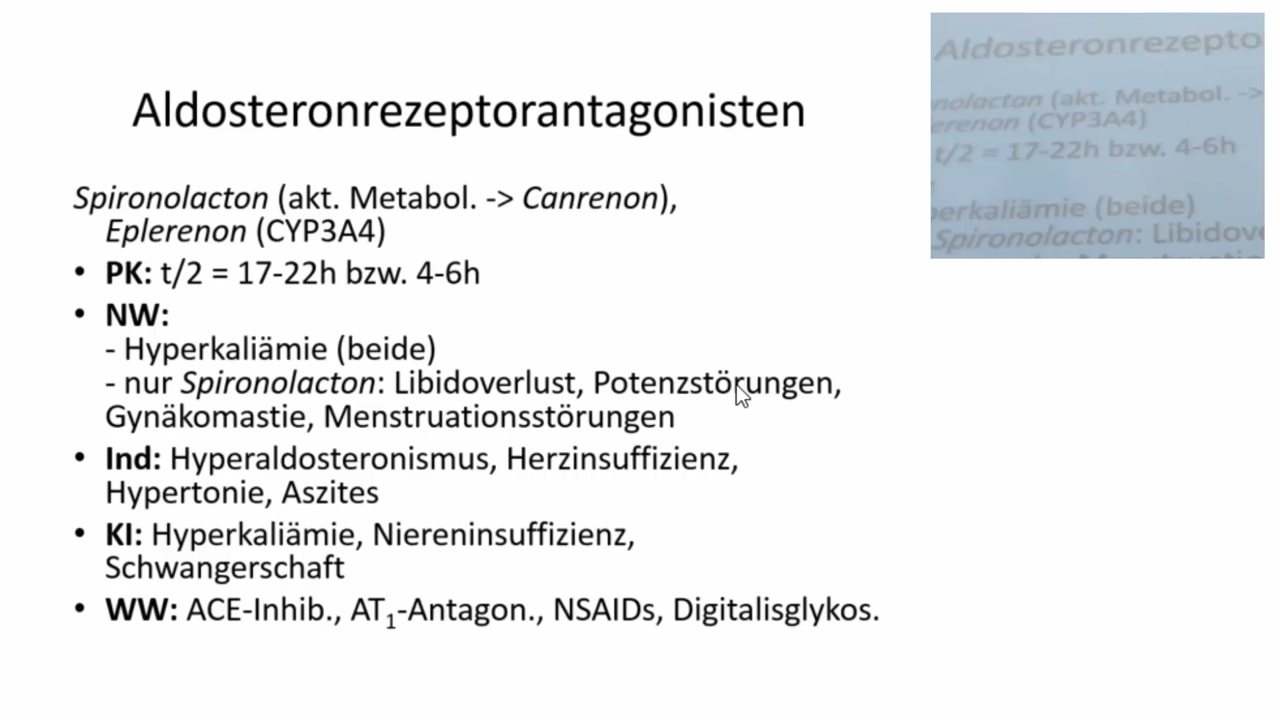 Aldosteronrezeptorantagonisten
Spironolacton (akt. Metabol. -> Canrenon),
Eplerenon (CYP3A4)
• PK: t/2 = 17-22h bzw. 4-6h
• NW:
- Hyperkaliämie (beide)
- nur Spironolacton: Libidoverlust, Potenzstörungen,
Gynäkomastie, Menstruationsstörungen
• Ind: Hyperaldosteronismus, Herzinsuffizienz,
Hypertonie, Aszites
• KI: Hyperkaliämie, Niereninsuffizienz,
Schwangerschaft
• WW: ACE-Inhib., AT₁-Antagon., NSAIDs, Digitalisglykos.
Aldosteronrezepto
nolacton (akt. Metabol. ->
erenon (CYP3A4)
t/2 = 17-22h bzw. 4-6h
perkaliämie (beide)
Spironolacton: Libidov